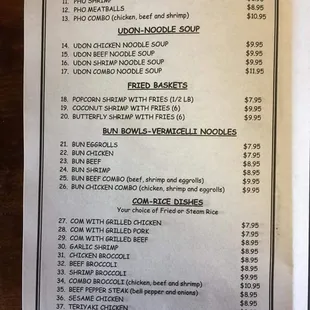 11. PHO SHRIMP
12. PHO MEATBALLS $8.95
13. PHO COMBO (chicken, beef and shrimp) $10.95
UDON-NOODLE SOUP
14. UDON CHICKEN NOODLE SOUP $9.95
15. UDON BEEF NOODLE SOUP $9.95
16. UDON SHRIMP NOODLE SOUP $9.95
17. UDON COMBO NOODLE SOUP $11.95
FRIED BASKETS
18. POPCORN SHRIMP WITH FRIES (1/2 LB) $7.95
19. COCONUT SHRIMP WITH FRIES (6) $9.95
20. BUTTERFLY SHRIMP WITH FRIES (6) $9.95
BUN BOWLS-VERMICELLI NOODLES
21. BUN EGGROLLS $7.95
22. BUN CHICKEN $7.95
23. BUN BEEF $8.95
24. BUN SHRIMP $8.95
25. BUN BEEF COMBO (beef, shrimp and eggrolls) $9.95
26. BUN CHICKEN COMBO (chicken, shrimp and eggrolls) $9.95
COM-RICE DISHES
Your choice of Fried or Steam Rice
27. COM WITH GRILLED CHICKEN $7.95
28. COM WITH GRILLED PORK $7.95
29. COM WITH GRILLED BEEF $8.95
30. GARLIC SHRIMP $8.95
31. CHICKEN BROCCOLI $8.95
32. BEEF BROCCOLI $8.95
33. SHRIMP BROCCOLI $8.95
34. COMBO BROCCOLI (chicken, beef and shrimp) $10.95
35. BEEF PEPPER STEAK (bell pepper and onions) $8.95
36. SESAME CHICKEN $8.95
37. TERIYAKI CHICKEN